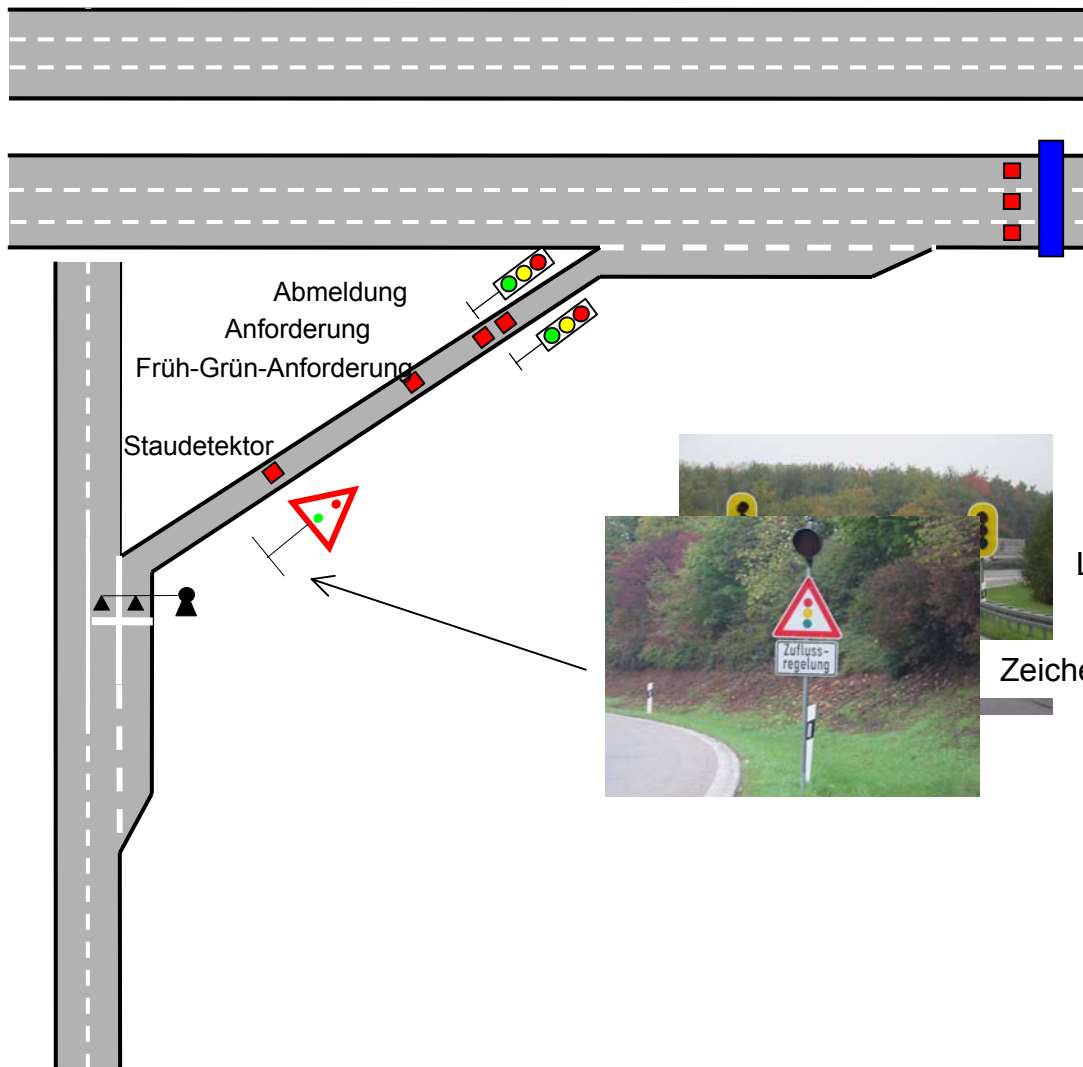 Abmeldung
Anforderung
Früh-Grün-Anforderung
Staudetektor
L
Zufluss-
regelung
Zeiche